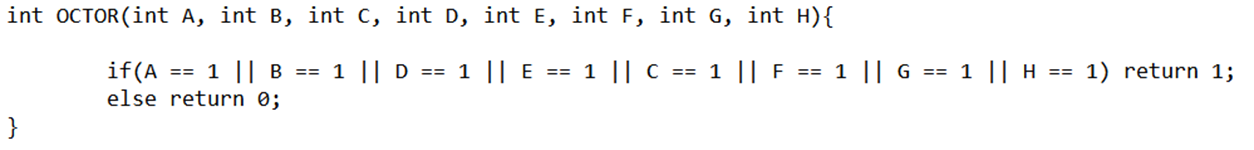 int OCTOR(int A, int B, int C, int D, int E, int F, int G, int H){
if(A == 1 || B == 1 || D == 1 || E == 1 || C == 1 || F == 1 || G == 1 || H == 1) return 1;
else return 0;
}